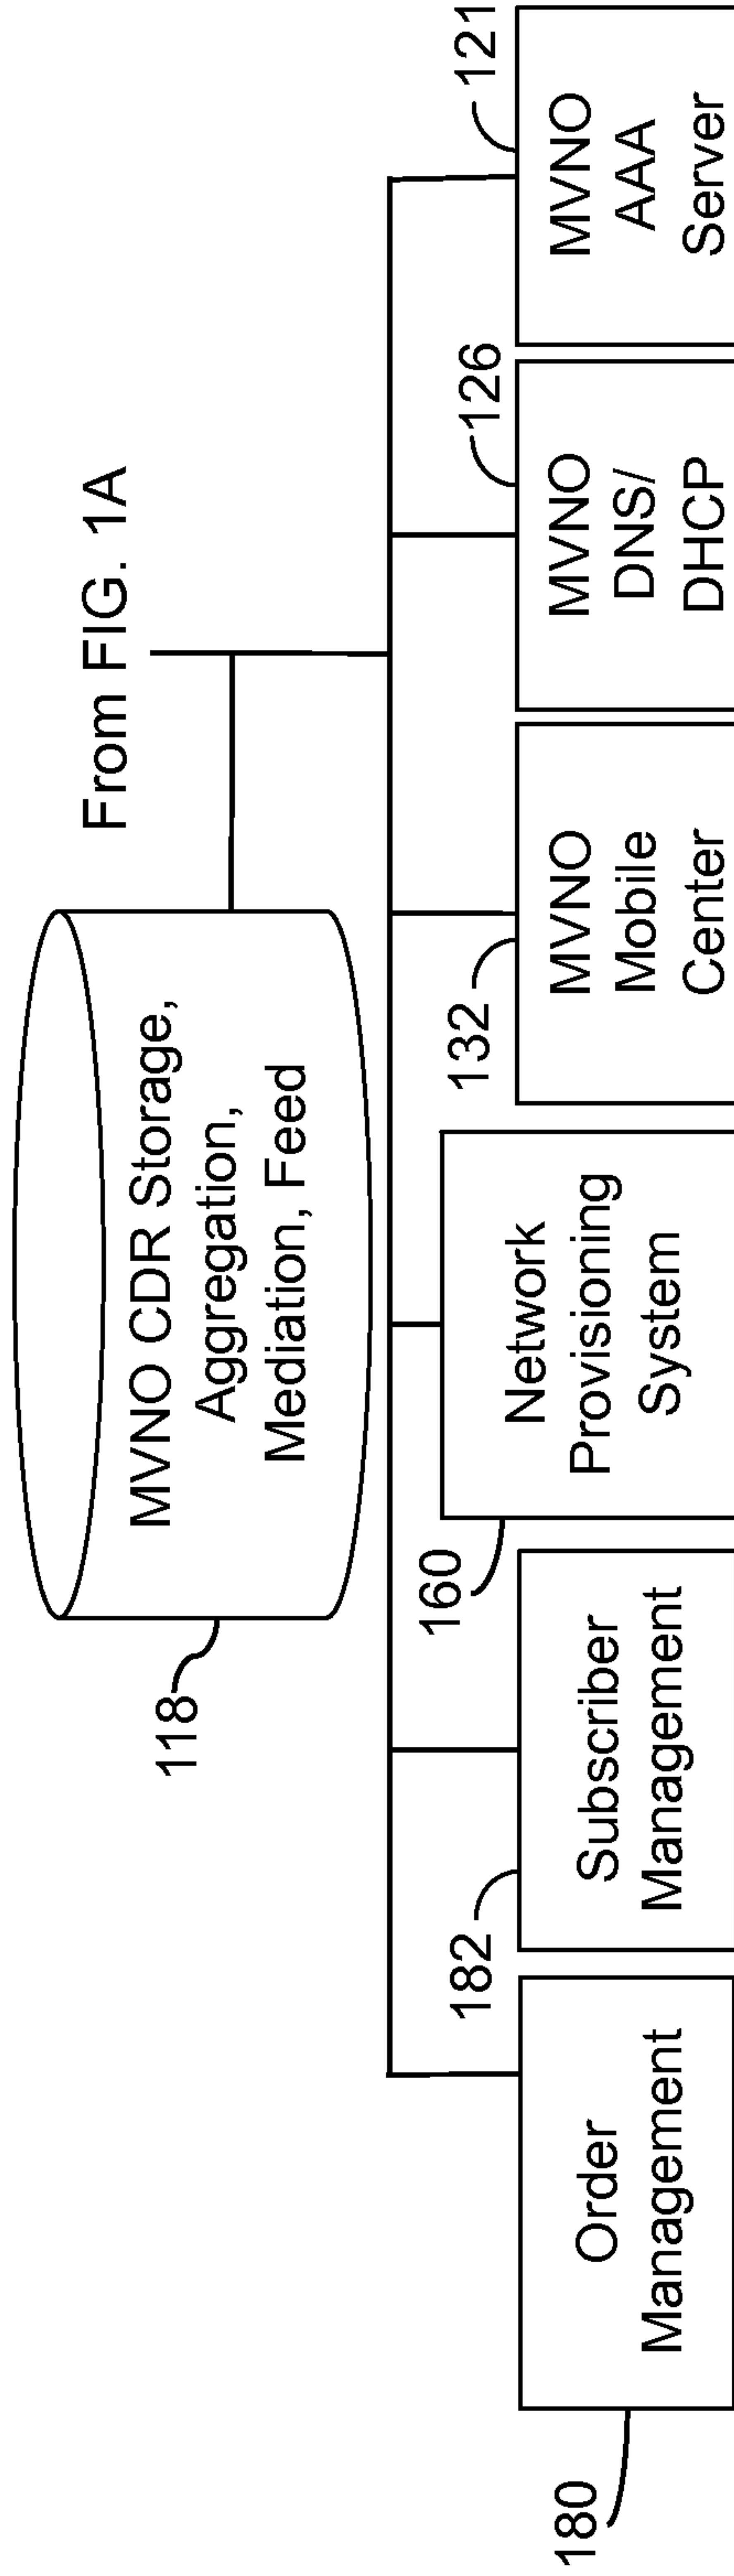 From FIG. 1A
MVNO CDR Storage,
Aggregation,
Mediation, Feed
118
180
Order
Management
182
Subscriber
Management
160
Network
Provisioning
System
132
MVNO
Mobile
Center
126
MVNO
DNS/
DHCP
121
MVNO
AAA
Server